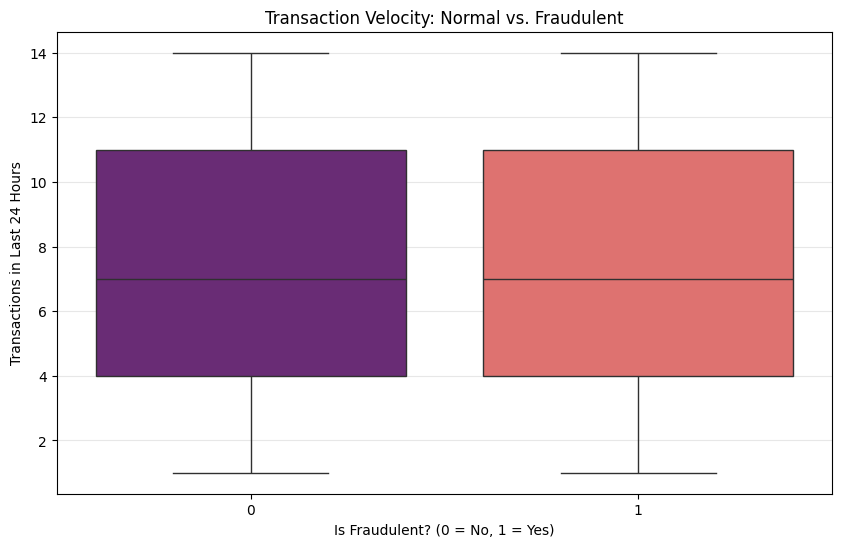 Transaction Velocity: Normal vs. Fraudulent
Transactions in Last 24 Hours
14
12
10
8
6
4
2
0 1
Is Fraudulent? (0 = No, 1 = Yes)